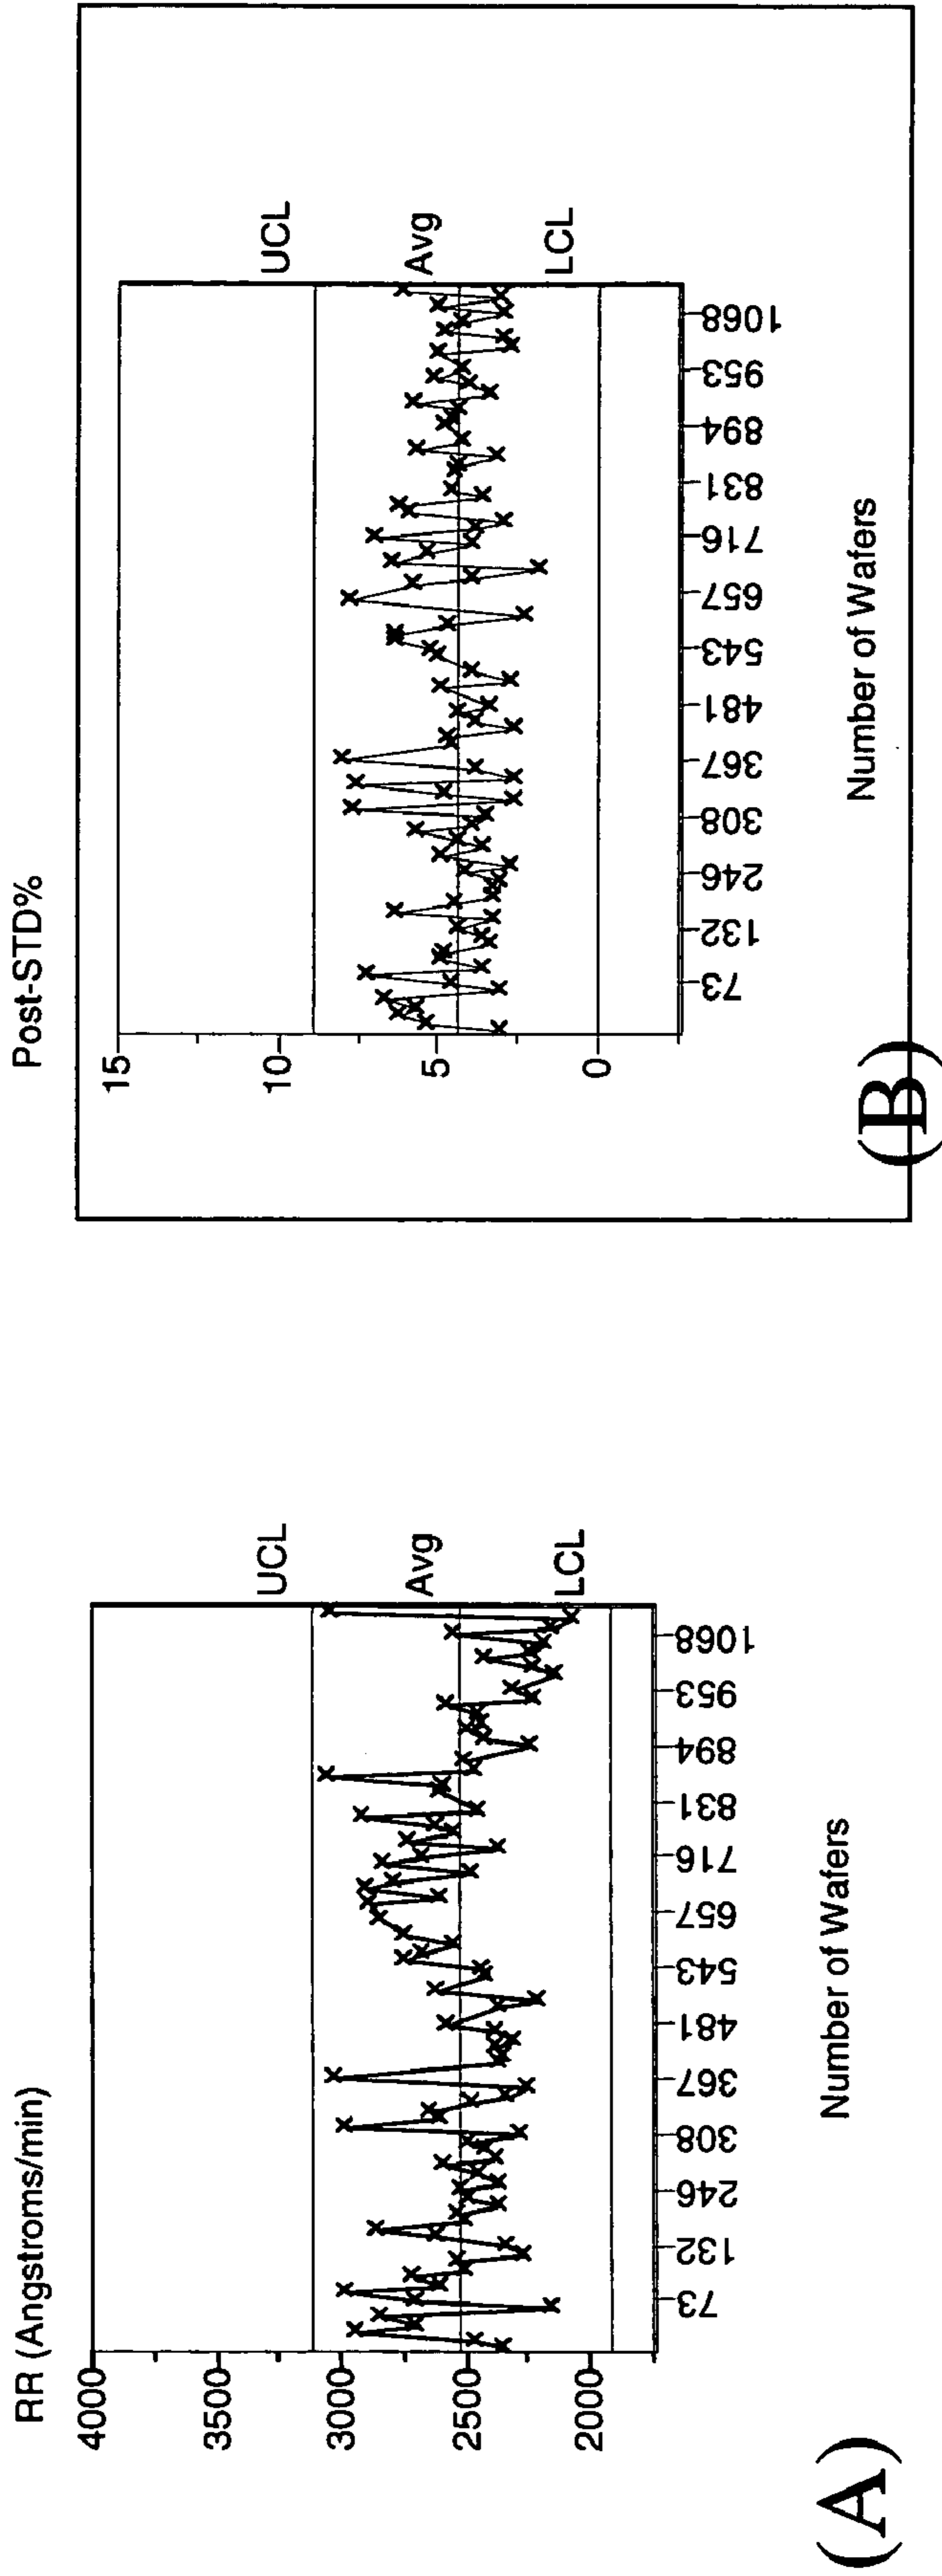 RR (Angstroms/min)
4000
3500
3000
2500
2000
UCL
Avg
LCL
73
132
246
308
367
481
543
657
716
831
894
953
1068
Number of Wafers
(A)
Post-STD%
15
10
5
0
UCL
Avg
LCL
73
132
246
308
367
481
543
657
716
831
894
953
1068
Number of Wafers
(B)